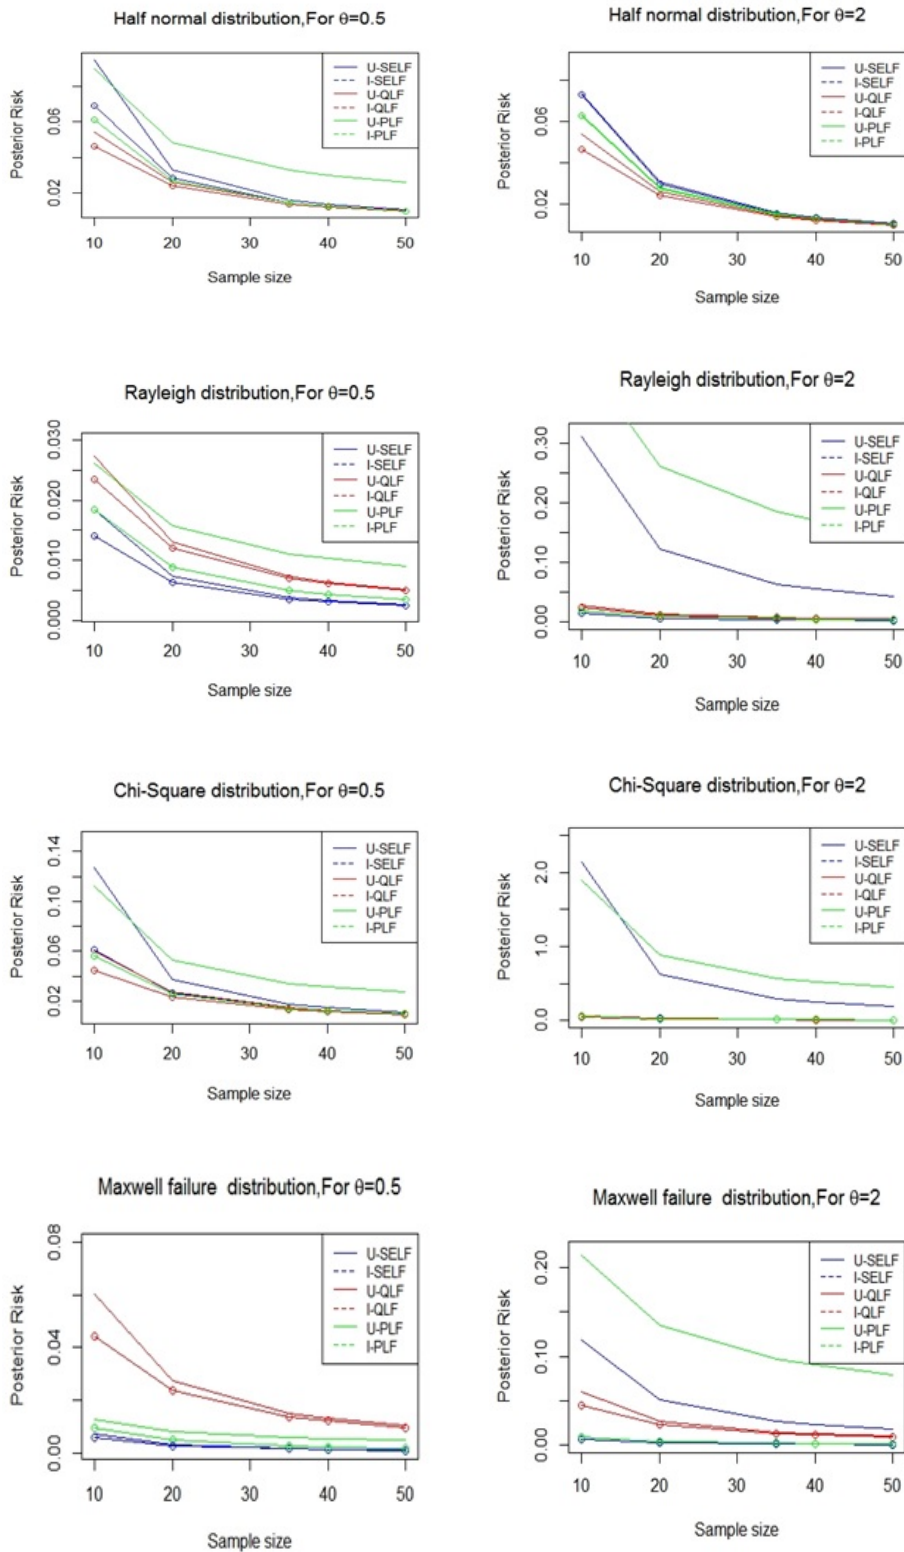 Half normal distribution,For θ=0.5
Posterior Risk
0.06
0.02
U-SELF
I-SELF
U-QLF
I-QLF
U-PLF
I-PLF
10 20 30 40 50
Sample size
Half normal distribution,For θ=2
Posterior Risk
0.06
0.02
U-SELF
I-SELF
U-QLF
I-QLF
U-PLF
I-PLF
10 20 30 40 50
Sample size
Rayleigh distribution,For θ=0.5
Posterior Risk
0.030
0.020
0.010
0.000
U-SELF
I-SELF
U-QLF
I-QLF
U-PLF
I-PLF
10 20 30 40 50
Sample size
Rayleigh distribution,For θ=2
Posterior Risk
0.30
0.20
0.10
0.00
U-SELF
I-SELF
U-QLF
I-QLF
U-PLF
I-PLF
10 20 30 40 50
Sample size
Chi-Square distribution,For θ=0.5
Posterior Risk
0.14
0.10
0.06
0.02
U-SELF
I-SELF
U-QLF
I-QLF
U-PLF
I-PLF
10 20 30 40 50
Sample size
Chi-Square distribution,For θ=2
Posterior Risk
2.0
1.0
0.0
U-SELF
I-SELF
U-QLF
I-QLF
U-PLF
I-PLF
10 20 30 40 50
Sample size
Maxwell failure distribution,For θ=0.5
Posterior Risk
0.08
0.04
0.00
U-SELF
I-SELF
U-QLF
I-QLF
U-PLF
I-PLF
10 20 30 40 50
Sample size
Maxwell failure distribution,For θ=2
Posterior Risk
0.20
0.10
0.00
U-SELF
I-SELF
U-QLF
I-QLF
U-PLF
I-PLF
10 20 30 40 50
Sample size